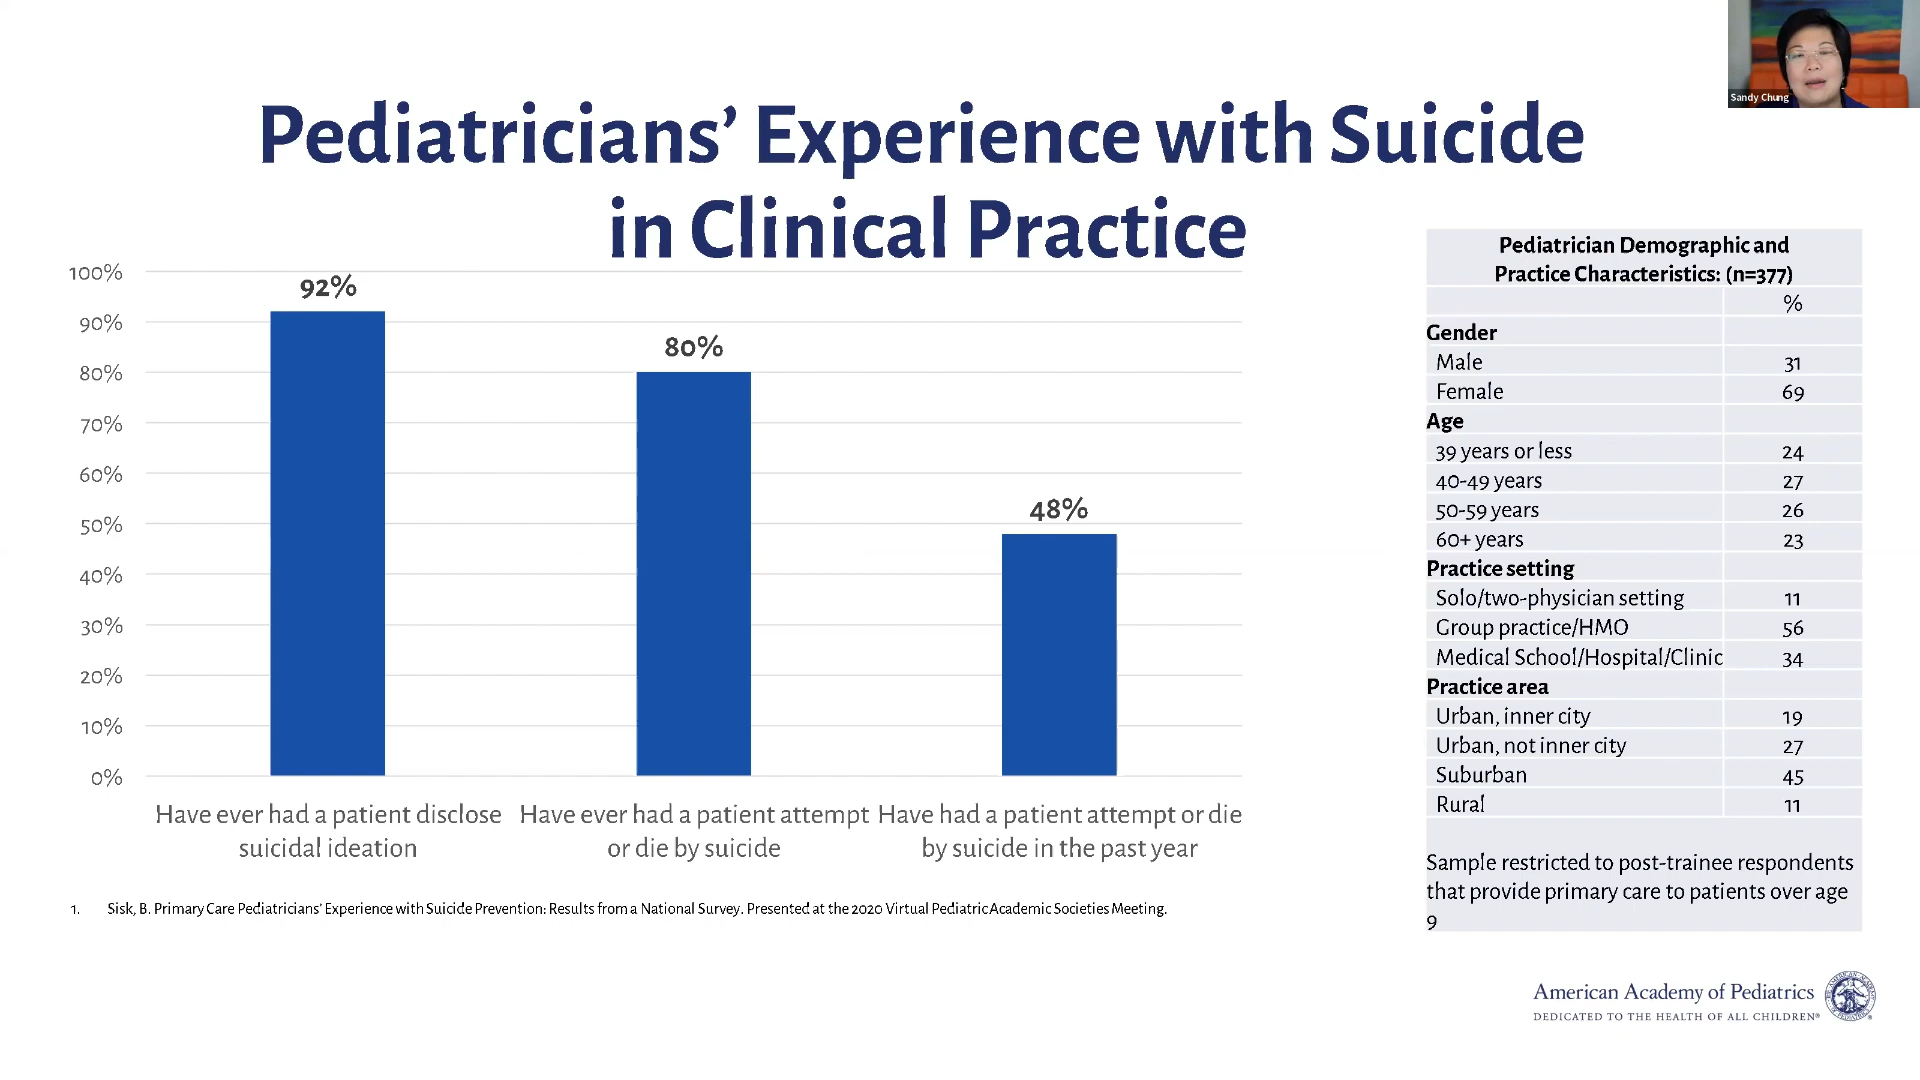 Sandy Chung
Pediatricians’ Experience with Suicide
in Clinical Practice
100%
90%
80%
70%
60%
50%
40%
30%
20%
10%
0%
92%
80%
48%
Have ever had a patient disclose
suicidal ideation
Have ever had a patient attempt
or die by suicide
Have had a patient attempt or die
by suicide in the past year
1. Sisk, B. Primary Care Pediatricians’ Experience with Suicide Prevention: Results from a National Survey. Presented at the 2020 Virtual Pediatric Academic Societies Meeting.
Pediatrician Demographic and
Practice Characteristics: (n=377)
%
Gender
Male 31
Female 69
Age
39 years or less 24
40-49 years 27
50-59 years 26
60+ years 23
Practice setting
Solo/two-physician setting 11
Group practice/HMO 56
Medical School/Hospital/Clinic 34
Practice area
Urban, inner city 19
Urban, not inner city 27
Suburban 45
Rural 11
Sample restricted to post-trainee respondents
that provide primary care to patients over age
9
American Academy of Pediatrics
DEDICATED TO THE HEALTH OF ALL CHILDREN®